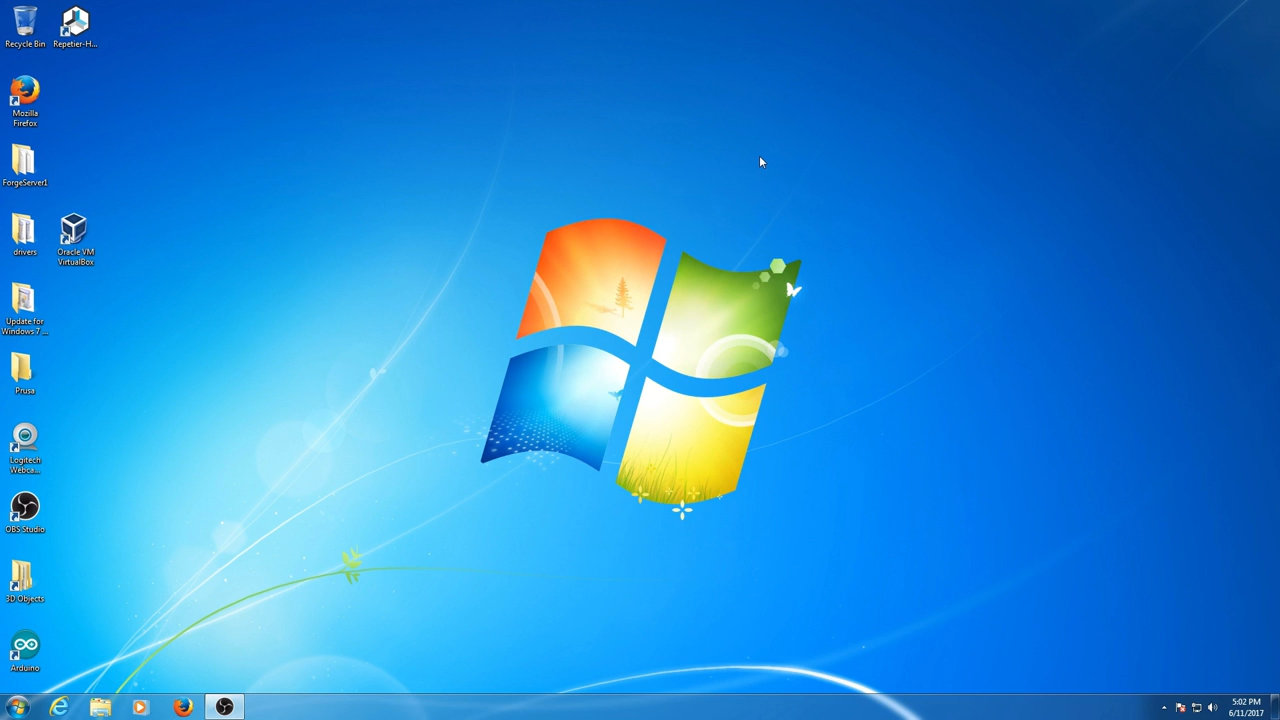 Recycle Bin
Repetier-H...
Mozilla
Firefox
ForgeServer1
drivers
Oracle VM
VirtualBox
Update for
Windows 7 ...
Prusa
Logitech
Webca...
OBS Studio
3D Objects
Arduino
5:02 PM
6/11/2017